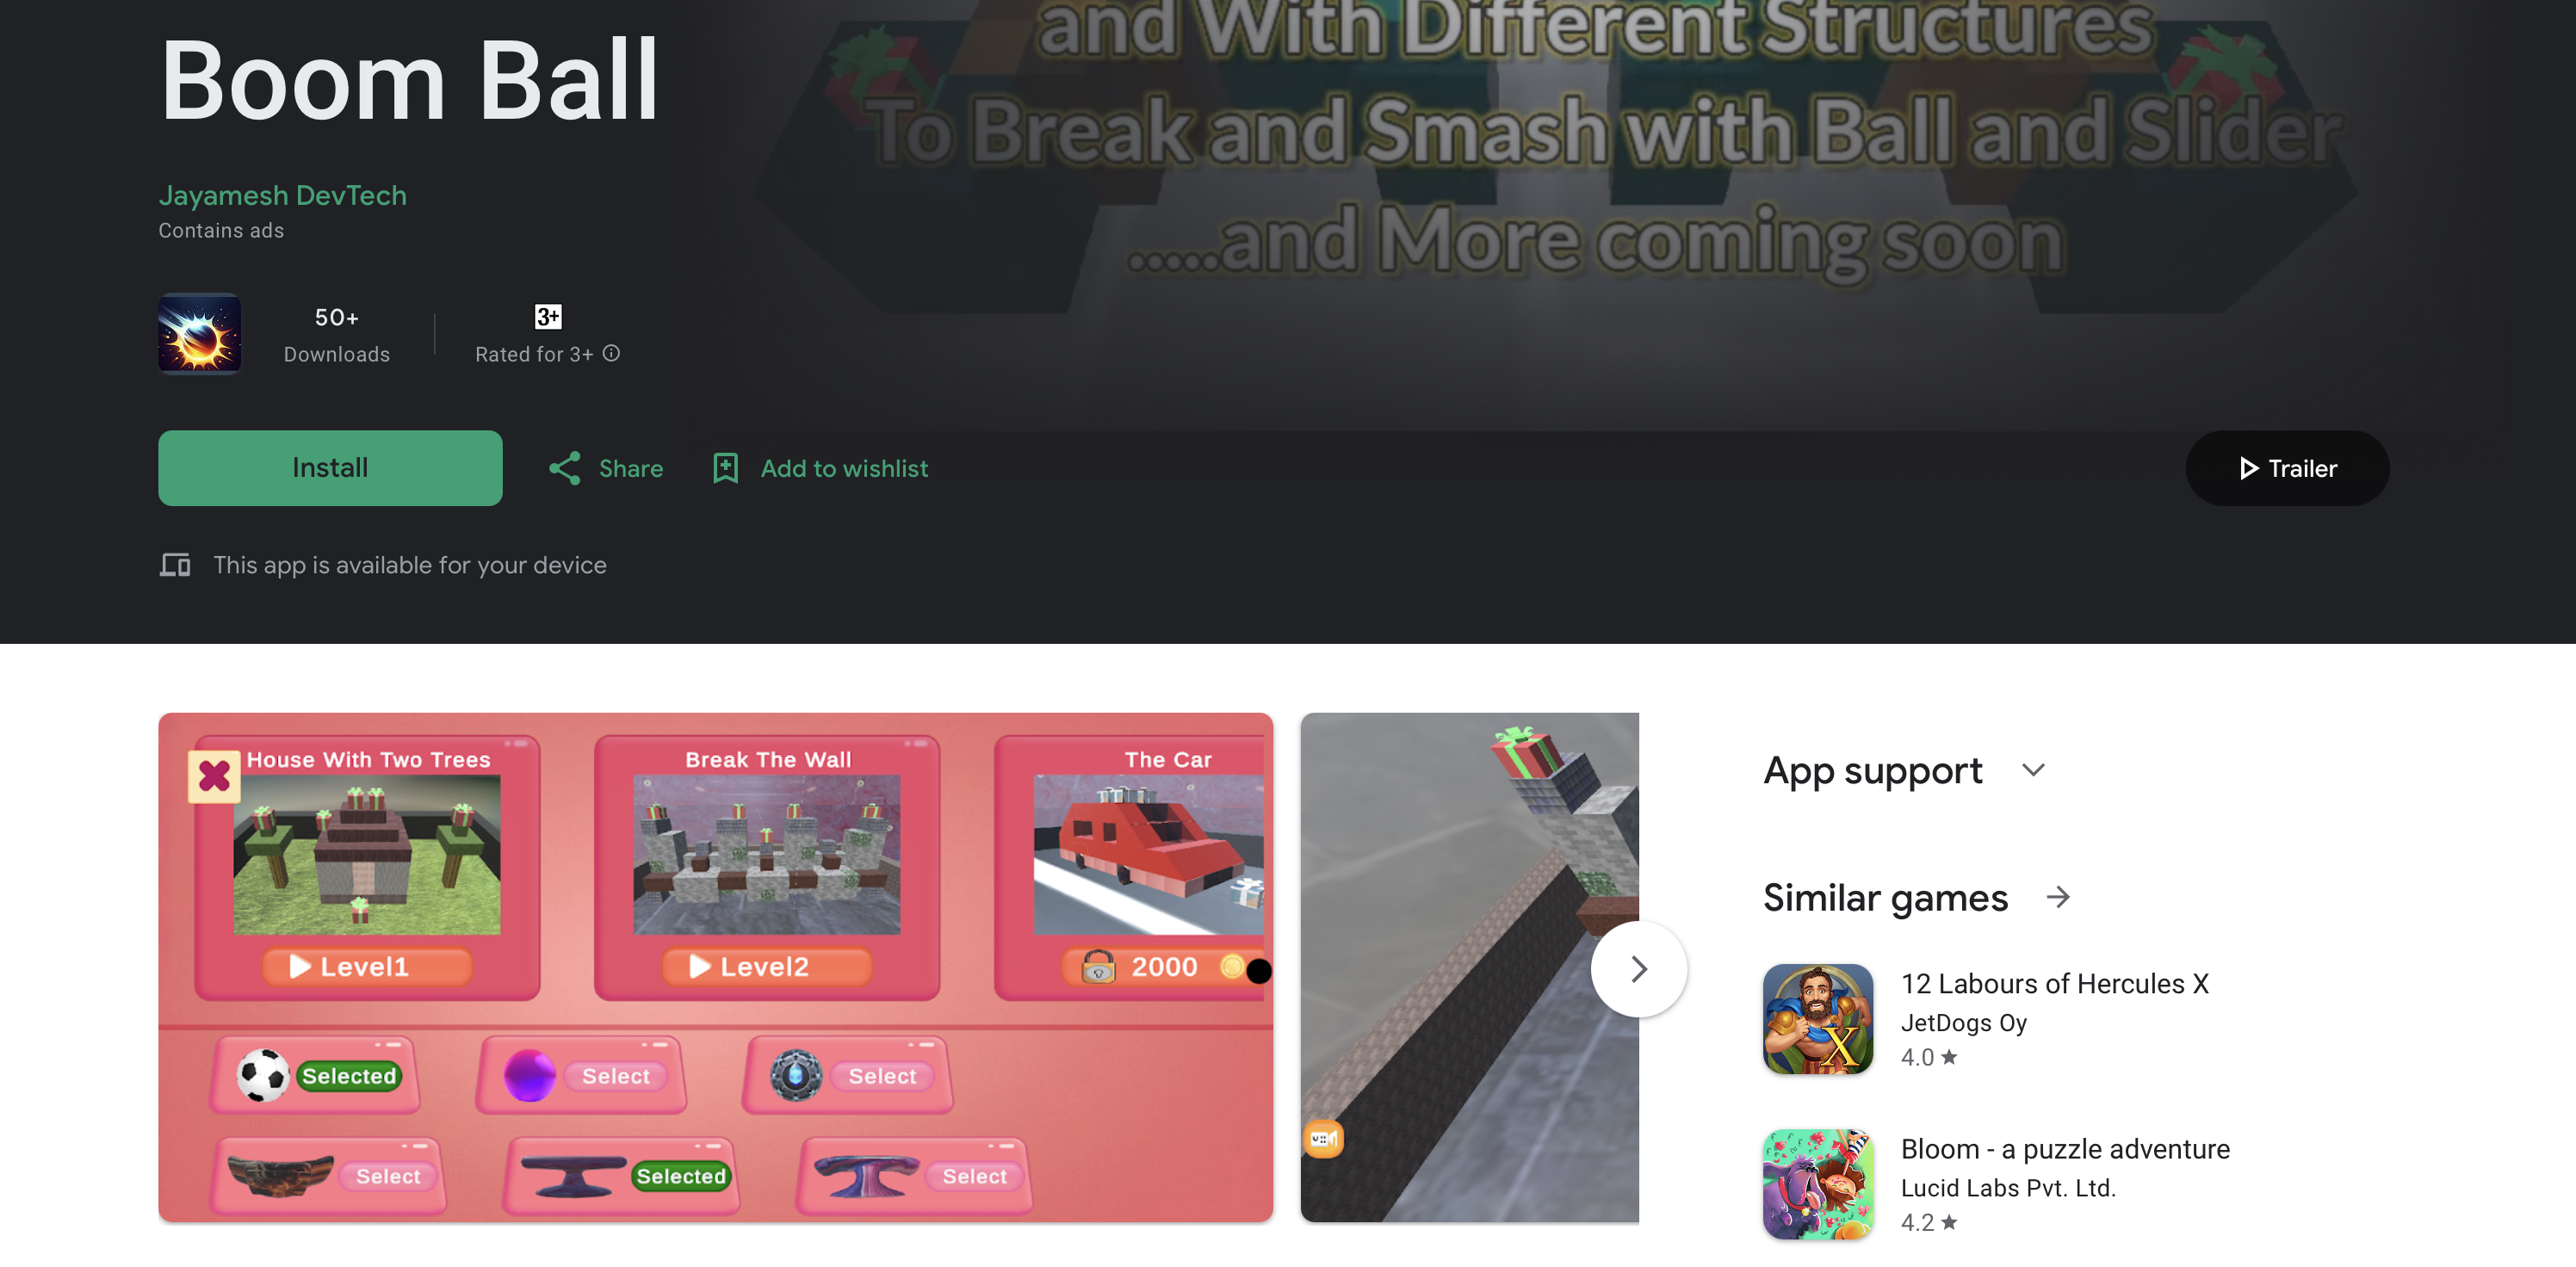 and With Different Structures
To Break and Smash with Ball and Slider
.....and More coming soon
Boom Ball
Jayamesh DevTech
Contains ads
50+
Downloads
3+
Rated for 3+
Install
Share
Add to wishlist
Trailer
This app is available for your device
House With Two Trees
Break The Wall
The Car
Level1
Level2
2000
Selected
Select
Select
Select
Selected
Select
App support
Similar games
12 Labours of Hercules X
JetDogs Oy
4.0
X
Bloom - a puzzle adventure
Lucid Labs Pvt. Ltd.
4.2